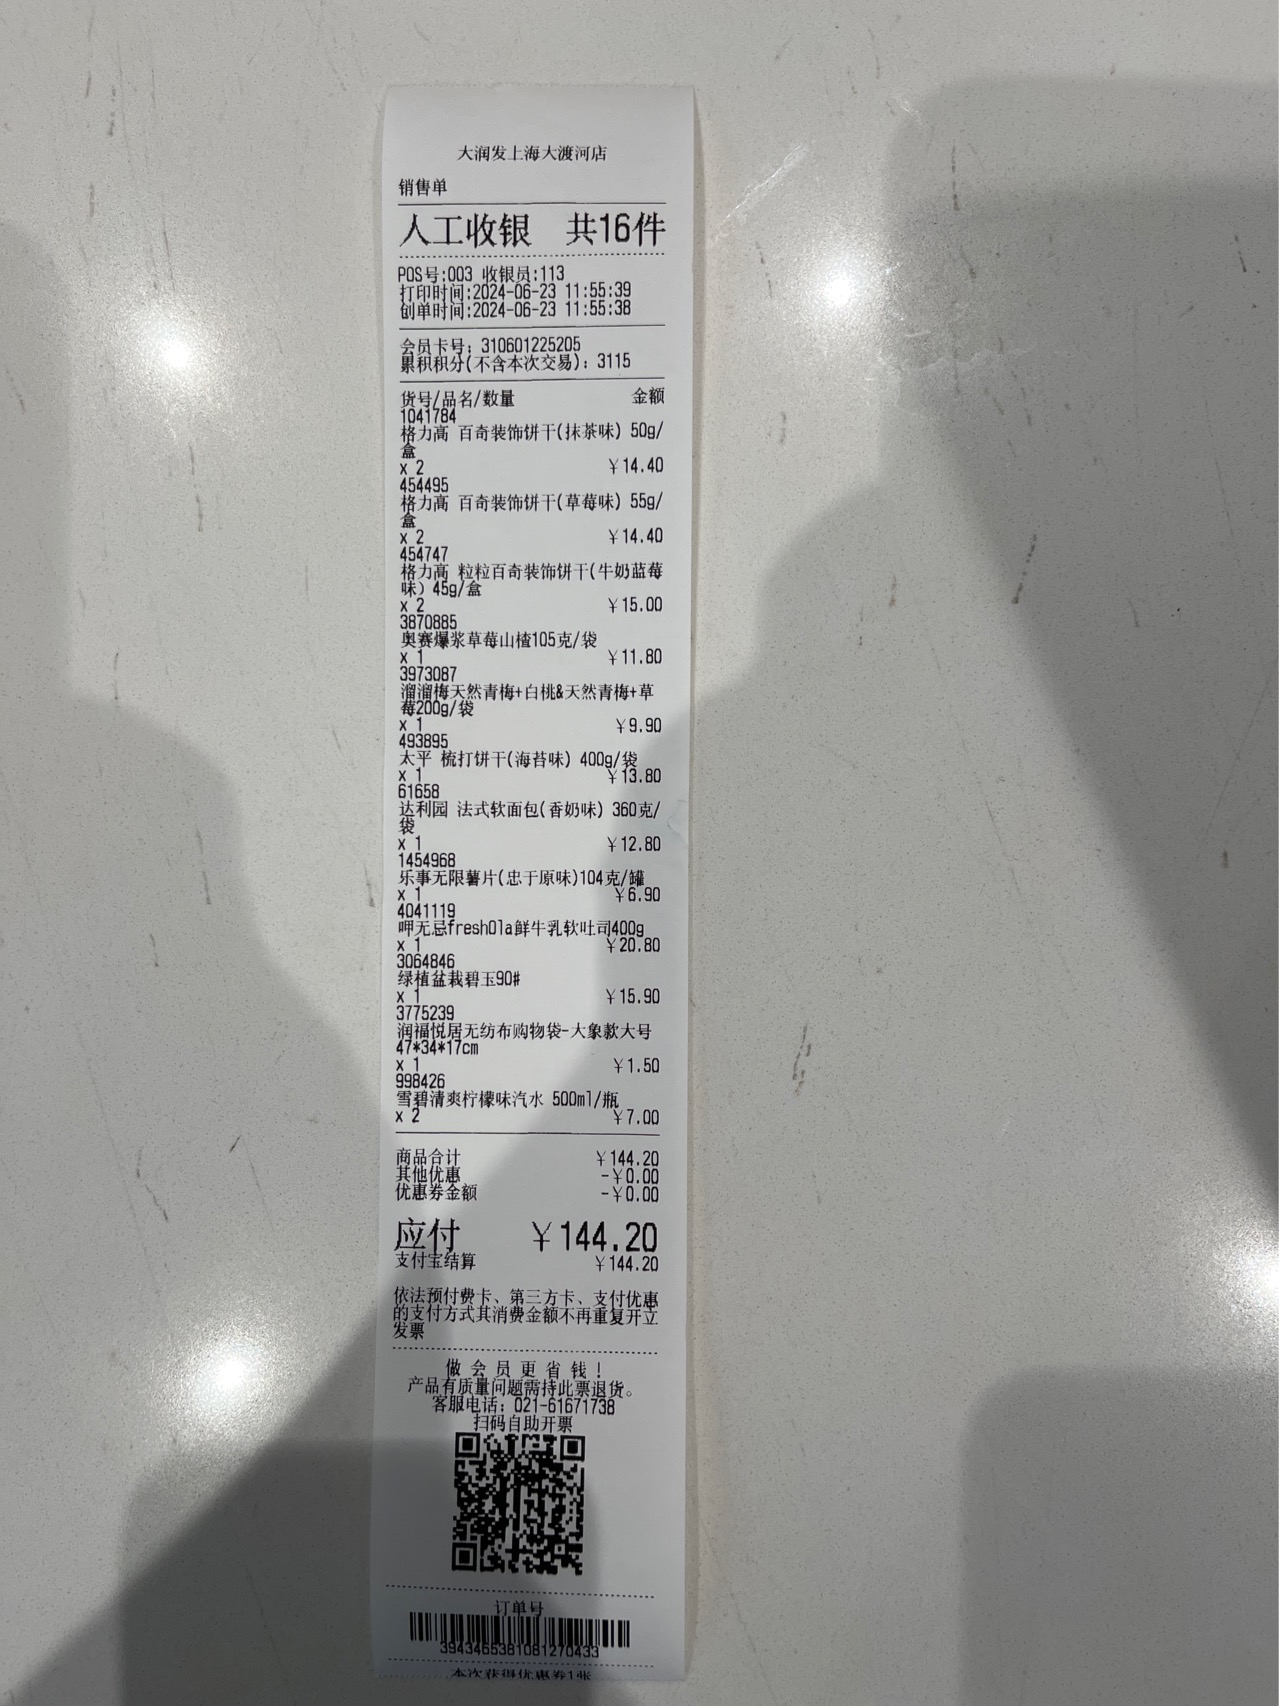 大润发上海大渡河店
销售单
人工收银 共16件
POS号:003 收银员:113
打印时间:2024-06-23 11:55:39
创单时间:2024-06-23 11:55:38
会员卡号: 310601225205
累积积分(不含本次交易): 3115
货号/品名/数量 金额
1041784
格力高 百奇装饰饼干(抹茶味) 50g/
盒
x 2 ￥14.40
454495
格力高 百奇装饰饼干(草莓味) 55g/
盒
x 2 ￥14.40
454747
格力高 粒粒百奇装饰饼干(牛奶蓝莓
味) 45g/盒
x 2 ￥15.00
3870885
奥赛爆浆草莓山楂105克/袋
x 1 ￥11.80
3973087
溜溜梅天然青梅+白桃&天然青梅+草
莓200g/袋
x 1 ￥9.90
493895
太平 梳打饼干(海苔味) 400g/袋
x 1 ￥13.80
61658
达利园 法式软面包(香奶味) 360克/
袋
x 1 ￥12.80
1454968
乐事无限薯片(忠于原味)104克/罐
x 1 ￥6.90
4041119
呷无忌freshOla鲜牛乳软吐司400g
x 1 ￥20.80
3064846
绿植盆栽碧玉90#
x 1 ￥15.90
3775239
润福悦居无纺布购物袋-大象款大号
47*34*17cm
x 1 ￥1.50
998426
雪碧清爽柠檬味汽水 500ml/瓶
x 2 ￥7.00
商品合计 ￥144.20
其他优惠 -￥0.00
优惠券金额 -￥0.00
应付 ￥144.20
支付宝结算 ￥144.20
依法预付费卡、第三方卡、支付优惠
的支付方式其消费金额不再重复开立
发票
做会员更省钱!
产品有质量问题需持此票退货。
客服电话: 021-61671738
扫码自助开票
订单号
3943465381081270433
本次获得优惠券1张